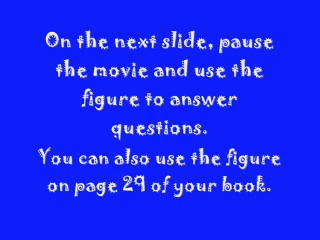 On the next slide, pause
the movie and use the
figure to answer
questions.
You can also use the figure
on page 29 of your book.